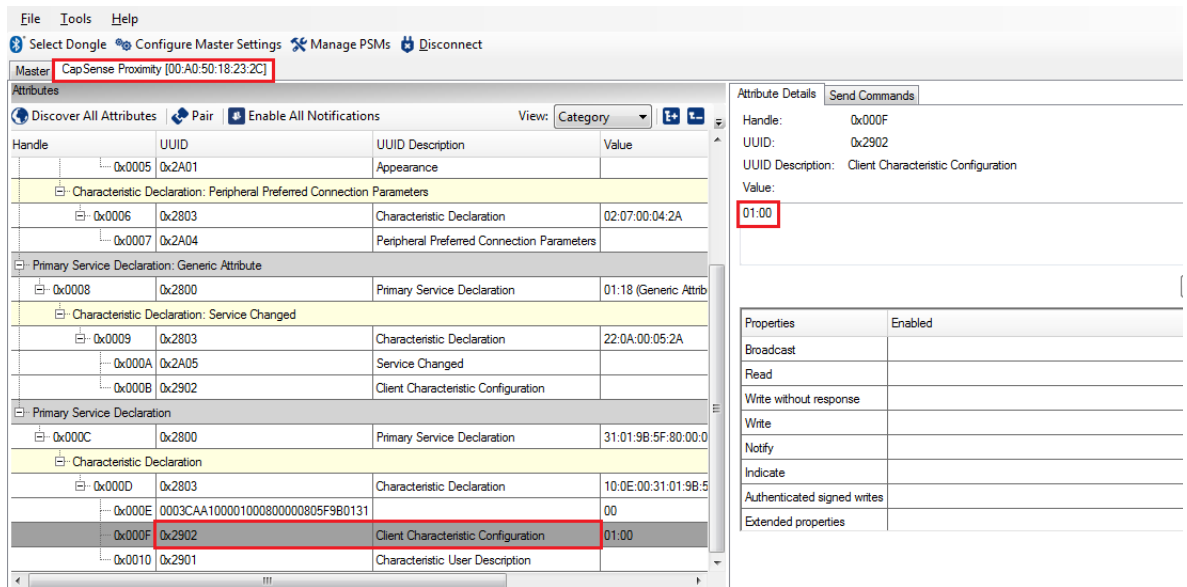 File Tools Help
Select Dongle Configure Master Settings Manage PSMs Disconnect
Master CapSense Proximity [00:A0:50:18:23:2C]
Attributes
Discover All Attributes Pair Enable All Notifications View: Category
Handle UUID UUID Description Value
0x0005 0x2A01 Appearance
Characteristic Declaration: Peripheral Preferred Connection Parameters
0x0006 0x2803 Characteristic Declaration 02:07:00:04:2A
0x0007 0x2A04 Peripheral Preferred Connection Parameters
Primary Service Declaration: Generic Attribute
0x0008 0x2800 Primary Service Declaration 01:18 (Generic Attrib
Characteristic Declaration: Service Changed
0x0009 0x2803 Characteristic Declaration 22:0A:00:05:2A
0x000A 0x2A05 Service Changed
0x000B 0x2902 Client Characteristic Configuration
Primary Service Declaration
0x000C 0x2800 Primary Service Declaration 31:01:9B:5F:80:00:0
Characteristic Declaration
0x000D 0x2803 Characteristic Declaration 10:0E:00:31:01:9B:5
0x000E 0003CAA100001000800000805F9B0131 00
0x000F 0x2902 Client Characteristic Configuration 01:00
0x0010 0x2901 Characteristic User Description
Attribute Details Send Commands
Handle: 0x000F
UUID: 0x2902
UUID Description: Client Characteristic Configuration
Value:
01:00
Properties Enabled
Broadcast
Read
Write without response
Write
Notify
Indicate
Authenticated signed writes
Extended properties